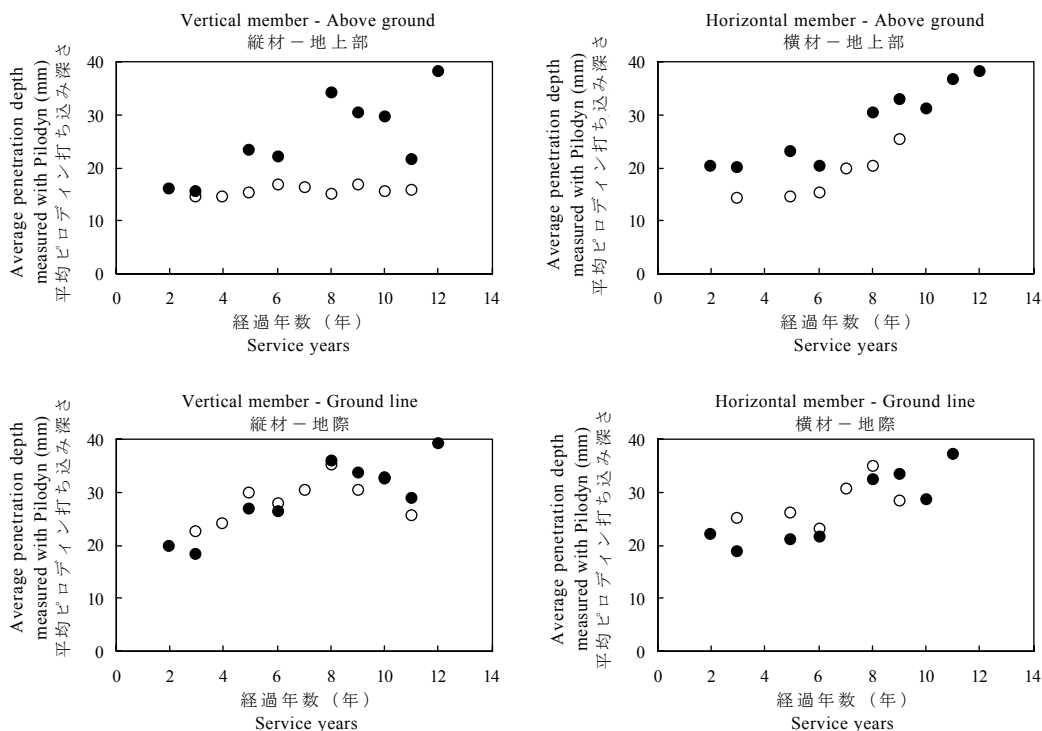 Vertical member - Above ground
縦材－地上部
Average penetration depth
measured with Pilodyn (mm)
平均ピロディン打ち込み深さ
40
30
20
10
0
0 2 4 6 8 10 12 14
経過年数（年）
Service years
Horizontal member - Above ground
横材－地上部
Average penetration depth
measured with Pilodyn (mm)
平均ピロディン打ち込み深さ
40
30
20
10
0
0 2 4 6 8 10 12 14
経過年数（年）
Service years
Vertical member - Ground line
縦材－地際
Average penetration depth
measured with Pilodyn (mm)
平均ピロディン打ち込み深さ
40
30
20
10
0
0 2 4 6 8 10 12 14
経過年数（年）
Service years
Horizontal member - Ground line
横材－地際
Average penetration depth
measured with Pilodyn (mm)
平均ピロディン打ち込み深さ
40
30
20
10
0
0 2 4 6 8 10 12 14
経過年数（年）
Service years